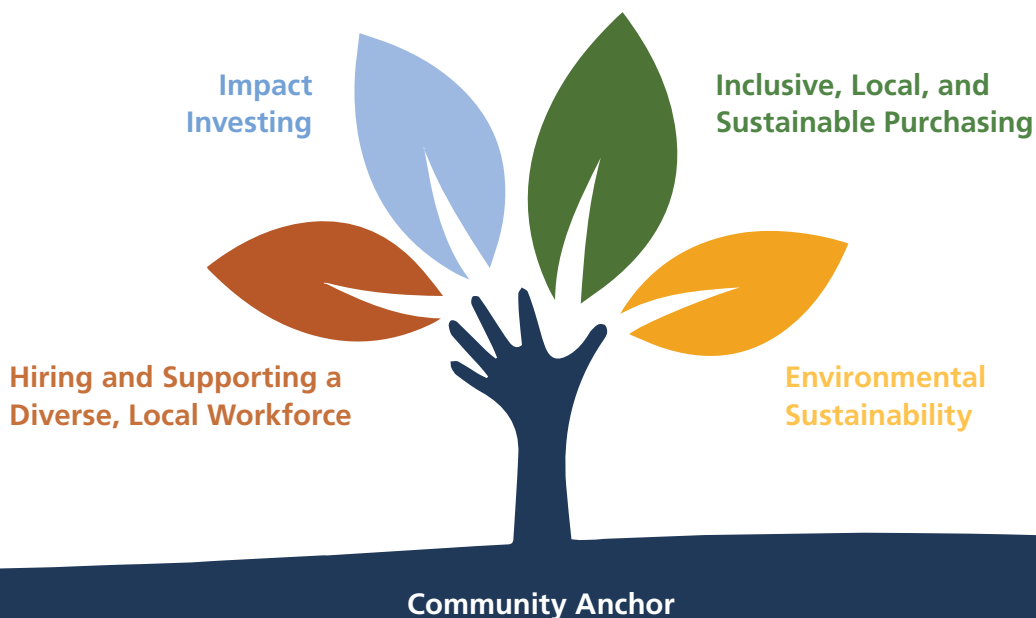 Impact
Investing
Inclusive, Local, and
Sustainable Purchasing
Hiring and Supporting a
Diverse, Local Workforce
Environmental
Sustainability
Community Anchor